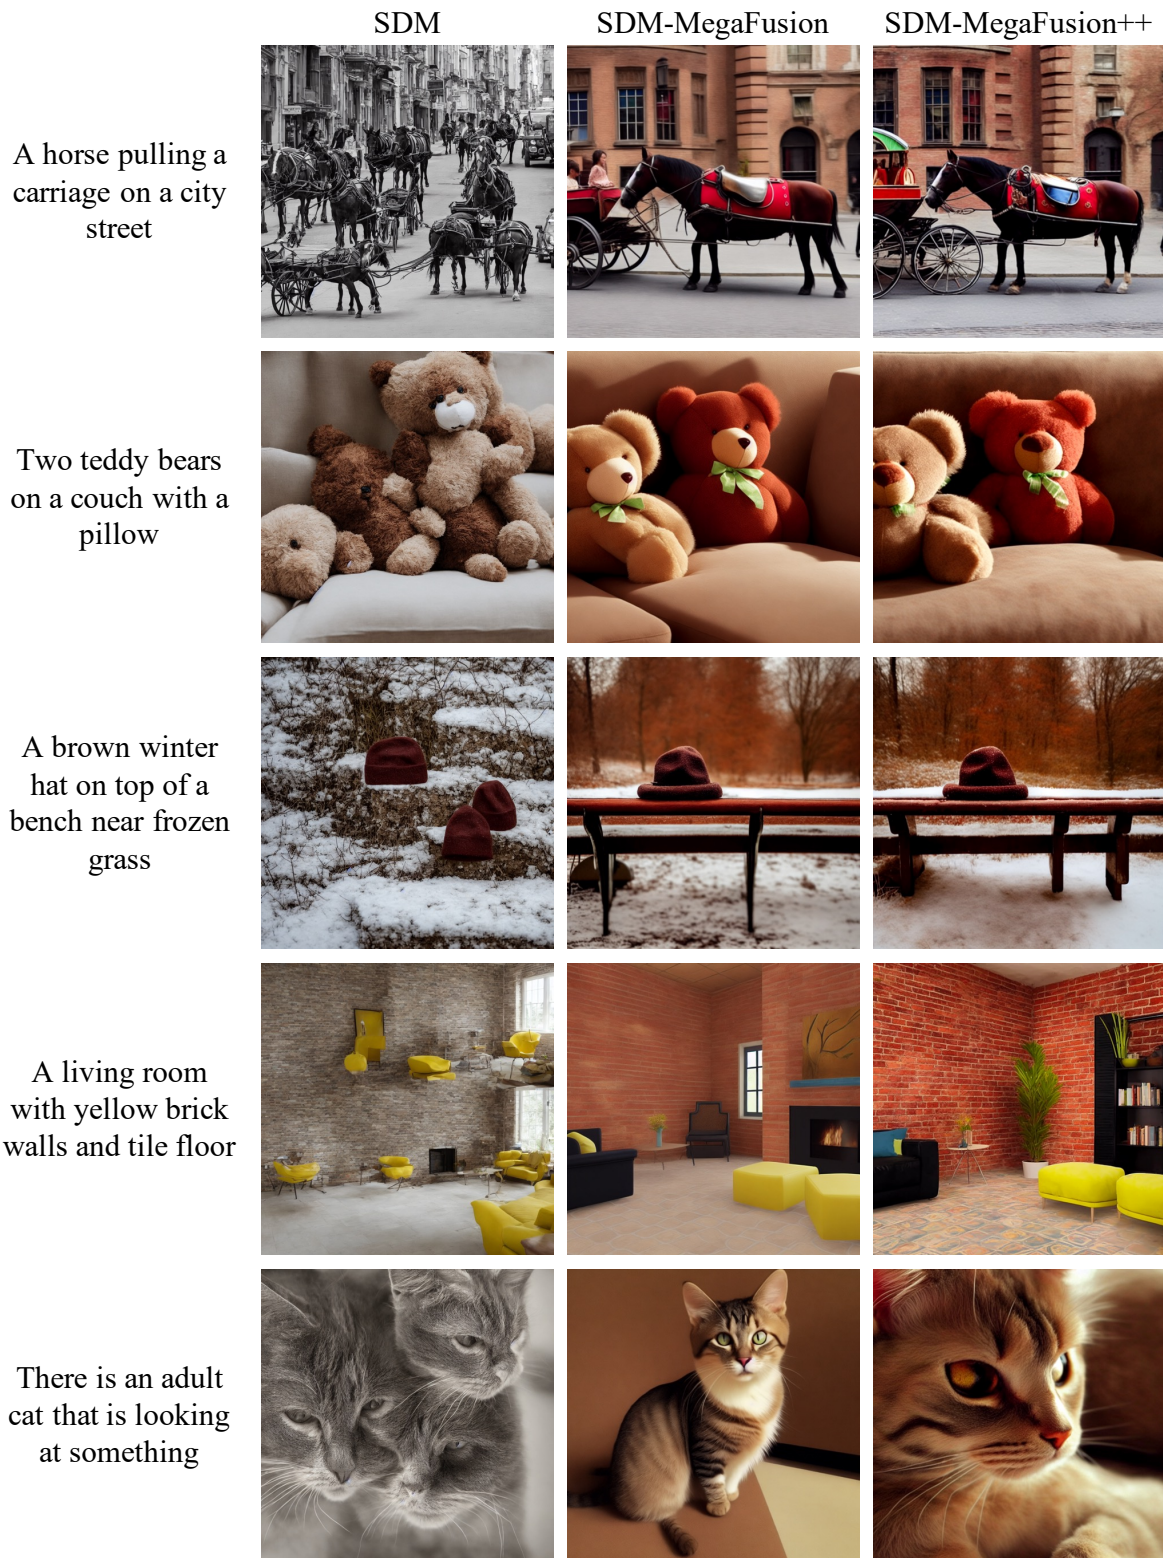 SDM
SDM-MegaFusion
SDM-MegaFusion++
A horse pulling a
carriage on a city
street
Two teddy bears
on a couch with a
pillow
A brown winter
hat on top of a
bench near frozen
grass
A living room
with yellow brick
walls and tile floor
There is an adult
cat that is looking
at something